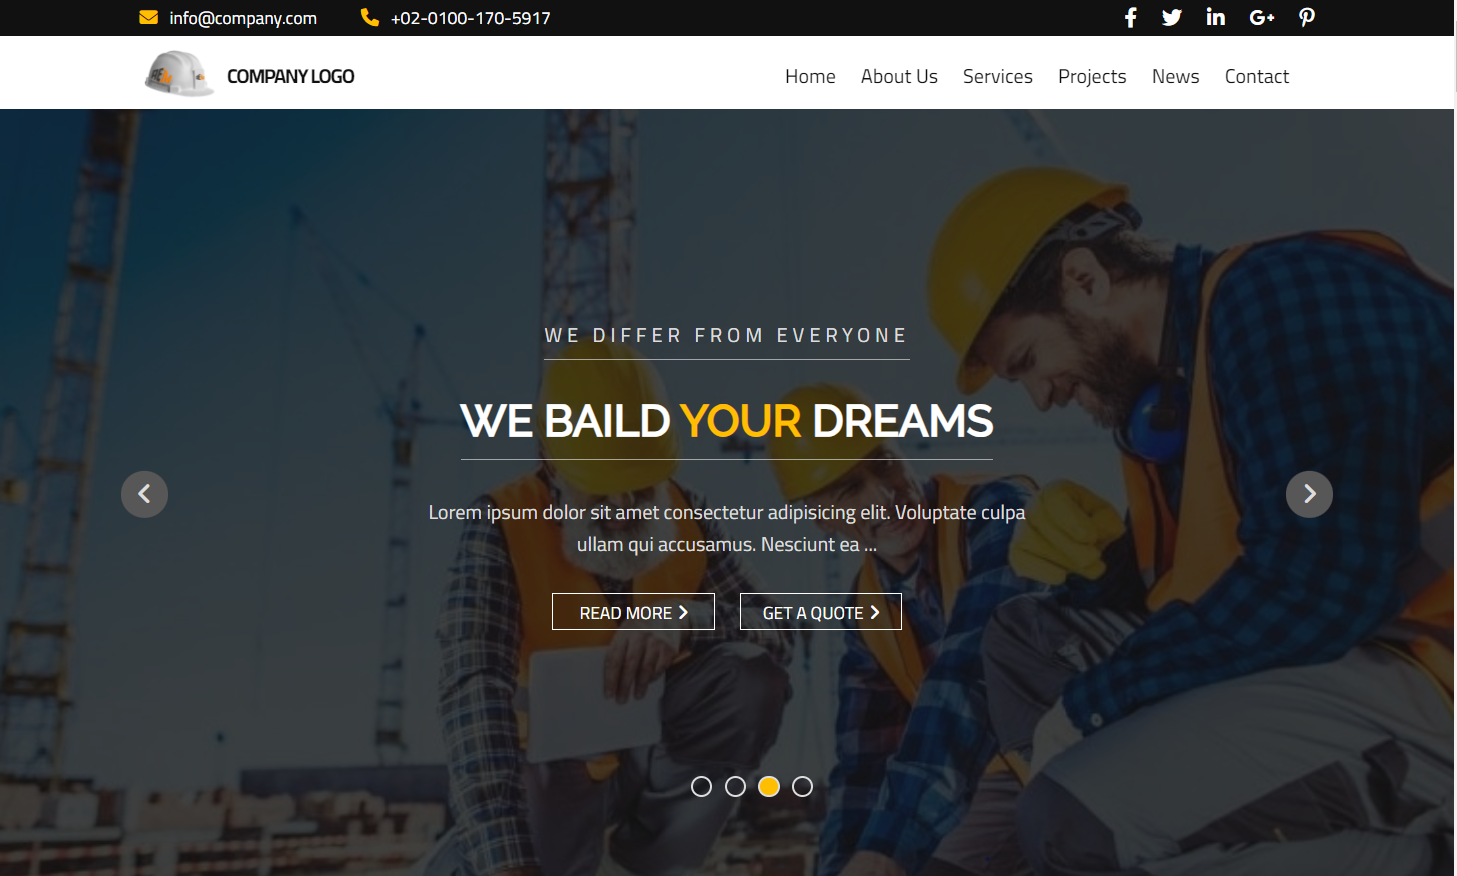 info@company.com +02-0100-170-5917
COMPANY LOGO Home About Us Services Projects News Contact
WE DIFFER FROM EVERYONE
WE BAILD YOUR DREAMS
Lorem ipsum dolor sit amet consectetur adipisicing elit. Voluptate culpa
ullam qui accusamus. Nesciunt ea ...
READ MORE GET A QUOTE